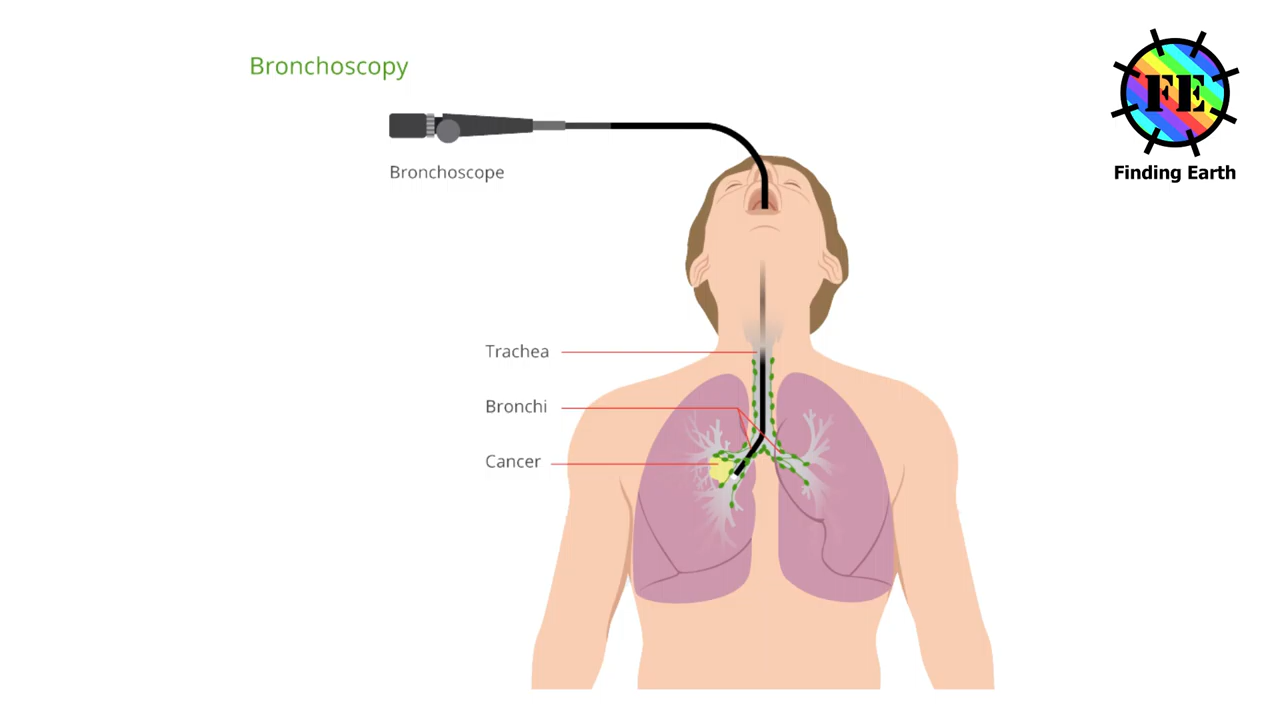 Bronchoscopy
FE
Finding Earth
Bronchoscope
Trachea
Bronchi
Cancer